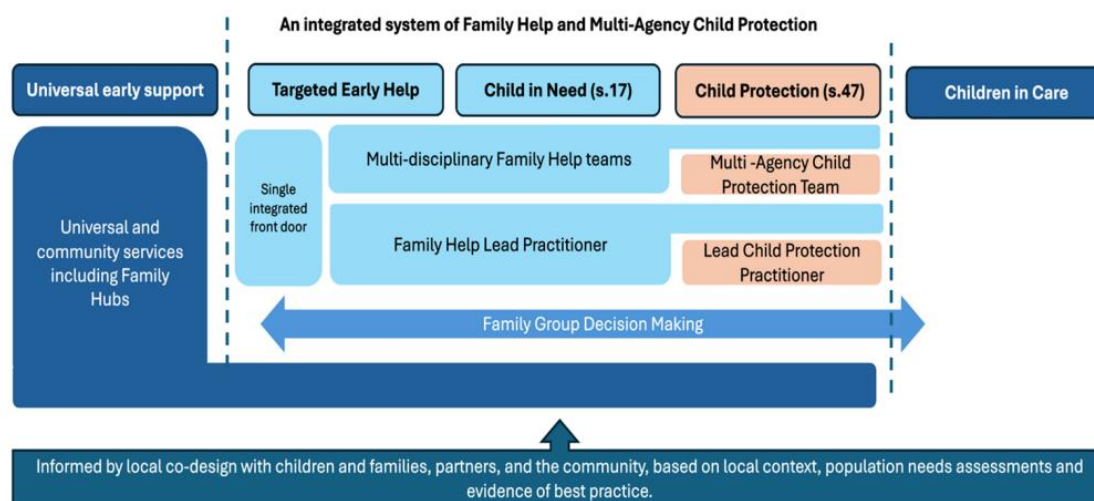 An integrated system of Family Help and Multi-Agency Child Protection
Universal early support
Targeted Early Help
Child in Need (s.17)
Child Protection (s.47)
Children in Care
Universal and
community services
including Family
Hubs
Single
integrated
front door
Multi-disciplinary Family Help teams
Multi -Agency Child
Protection Team
Family Help Lead Practitioner
Lead Child Protection
Practitioner
Family Group Decision Making
Informed by local co-design with children and families, partners, and the community, based on local context, population needs assessments and
evidence of best practice.